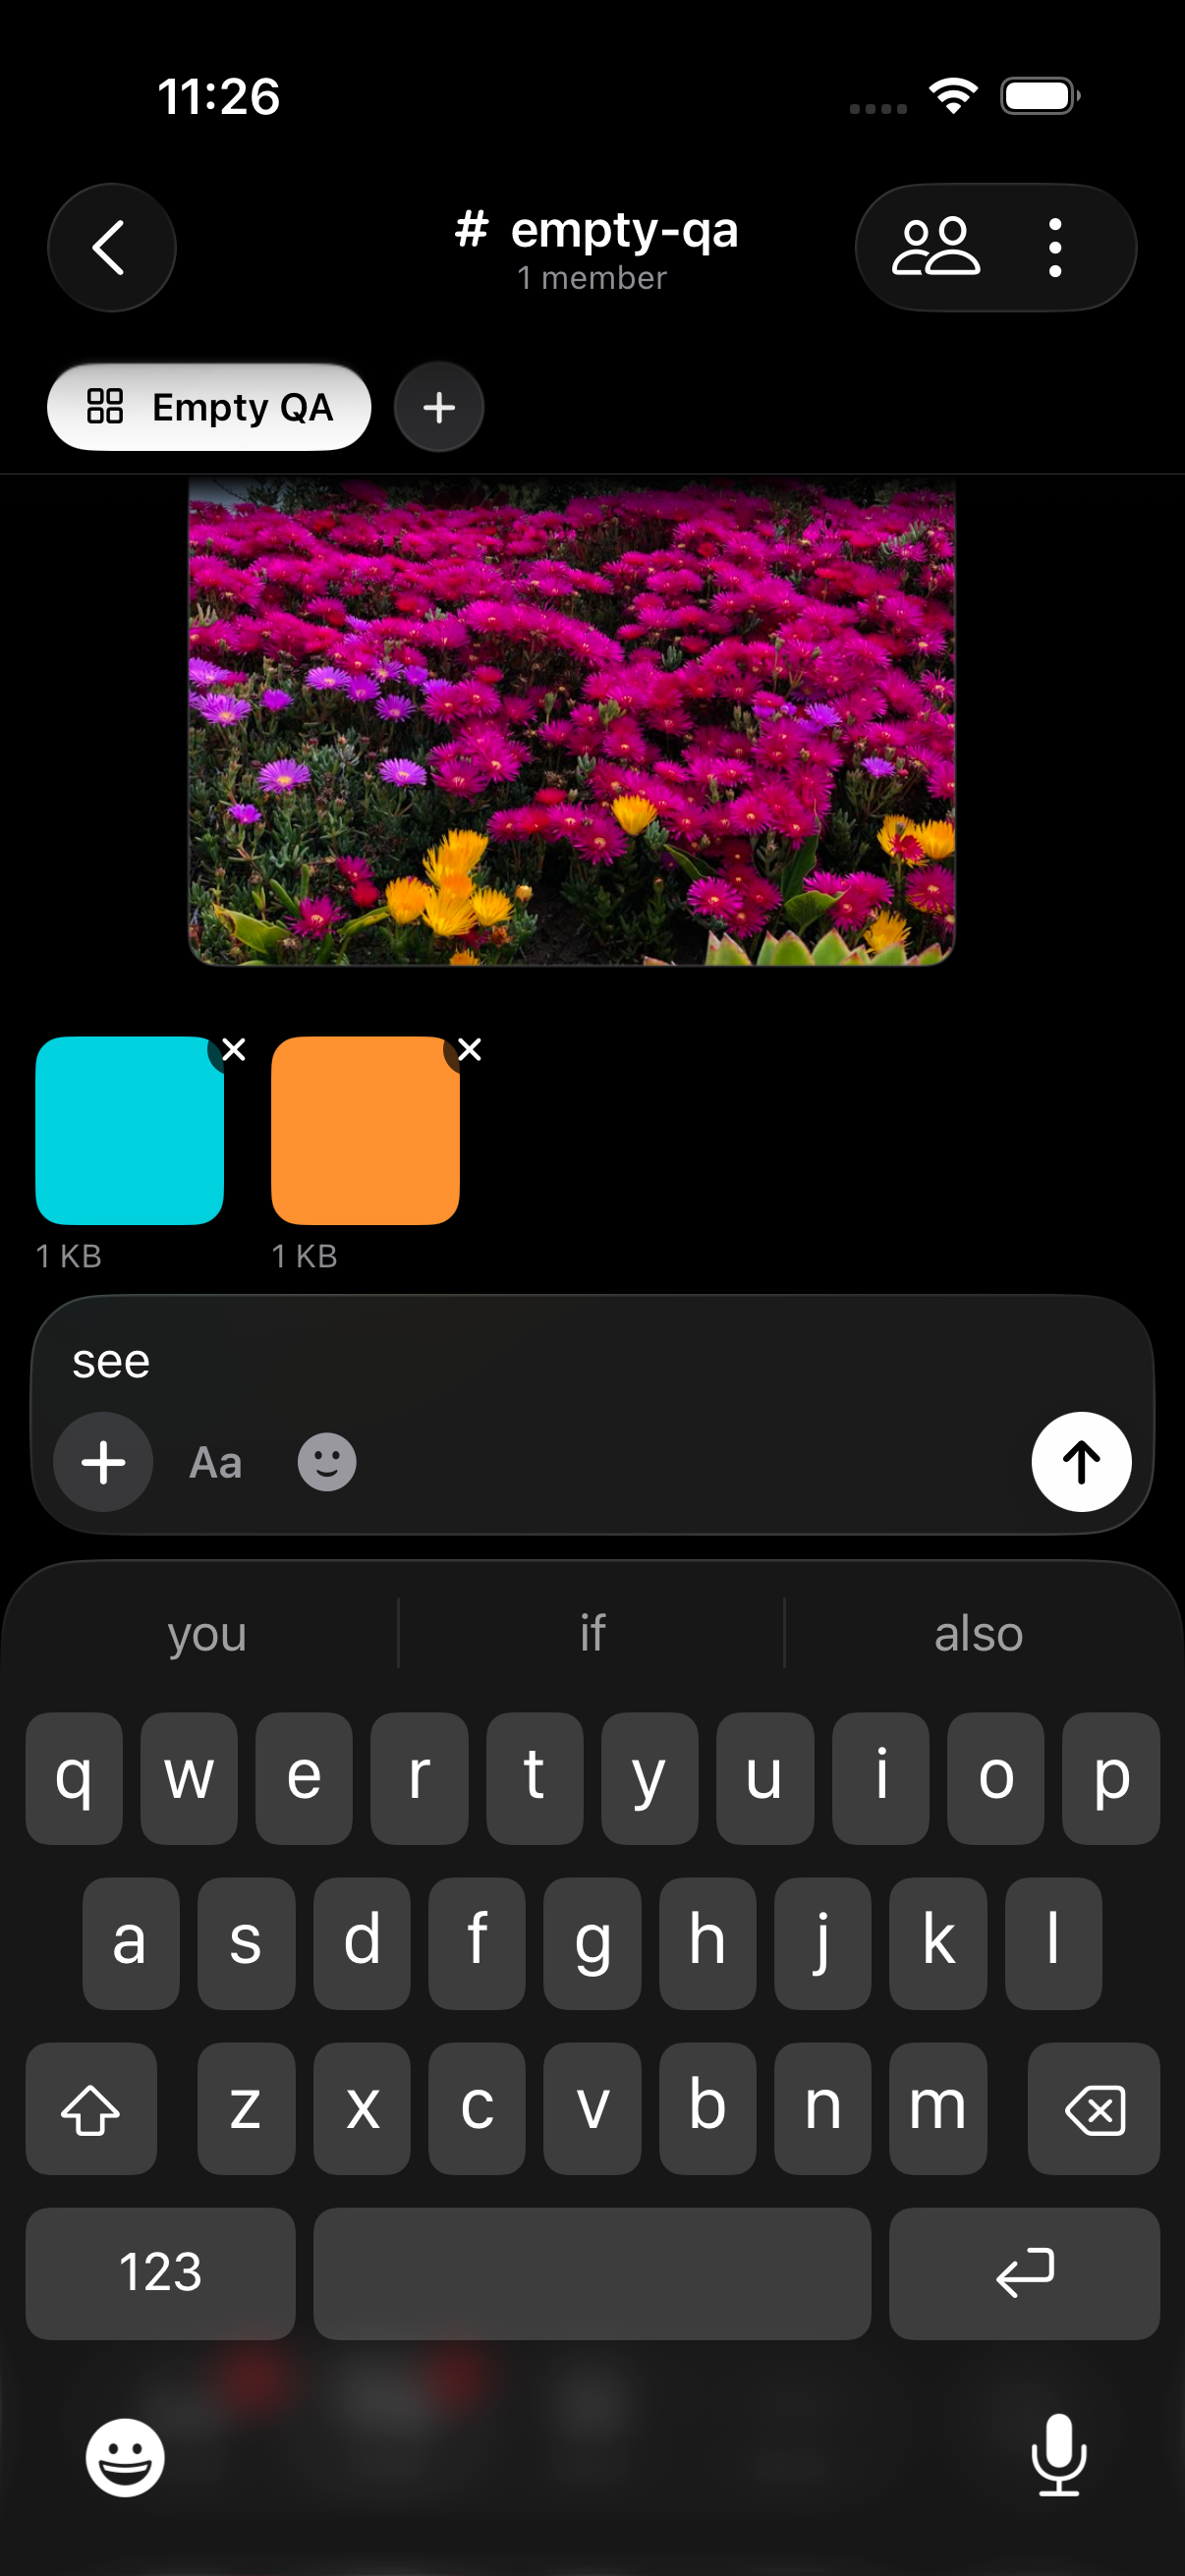 11:26
# empty-qa
1 member
Empty QA
1 KB 1 KB
see
Aa
you if also
q w e r t y u i o p
a s d f g h j k l
z x c v b n m
123